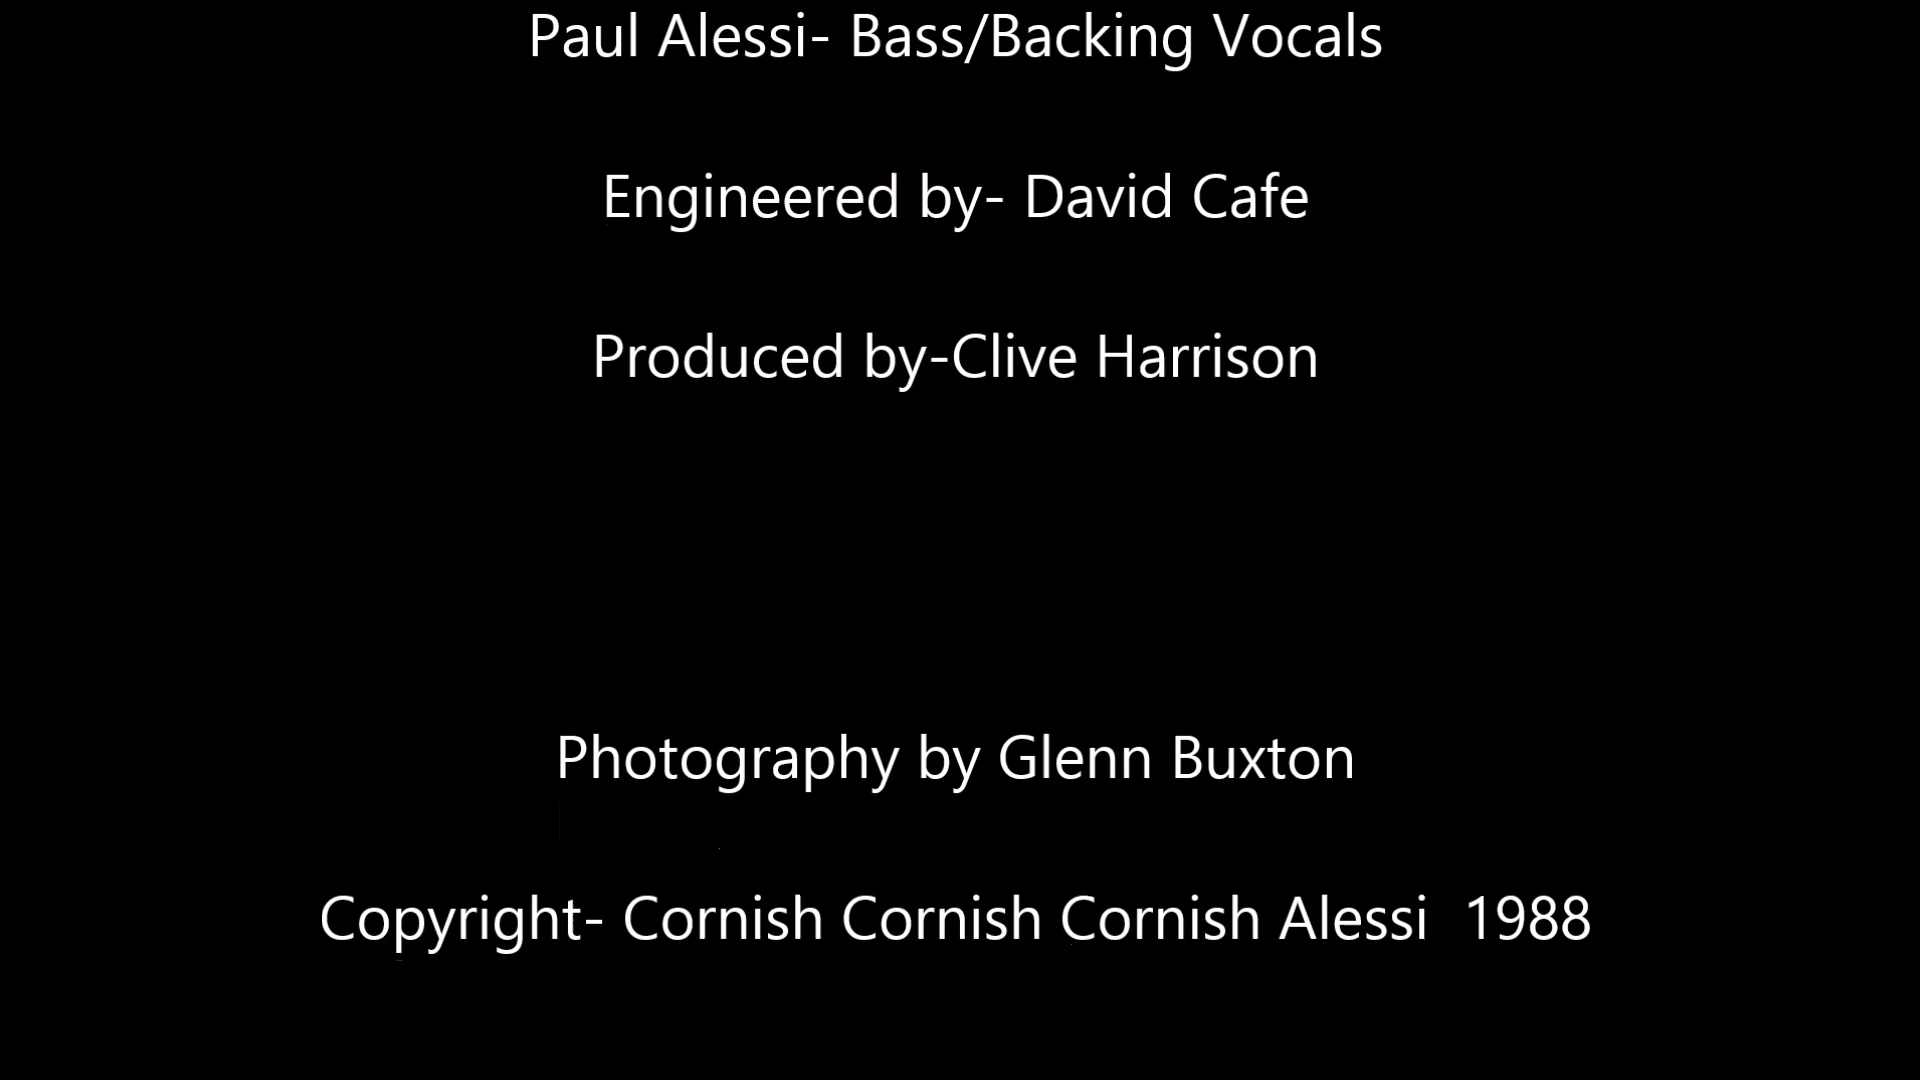 Paul Alessi- Bass/Backing Vocals
Engineered by- David Cafe
Produced by-Clive Harrison
Photography by Glenn Buxton
Copyright- Cornish Cornish Cornish Alessi  1988